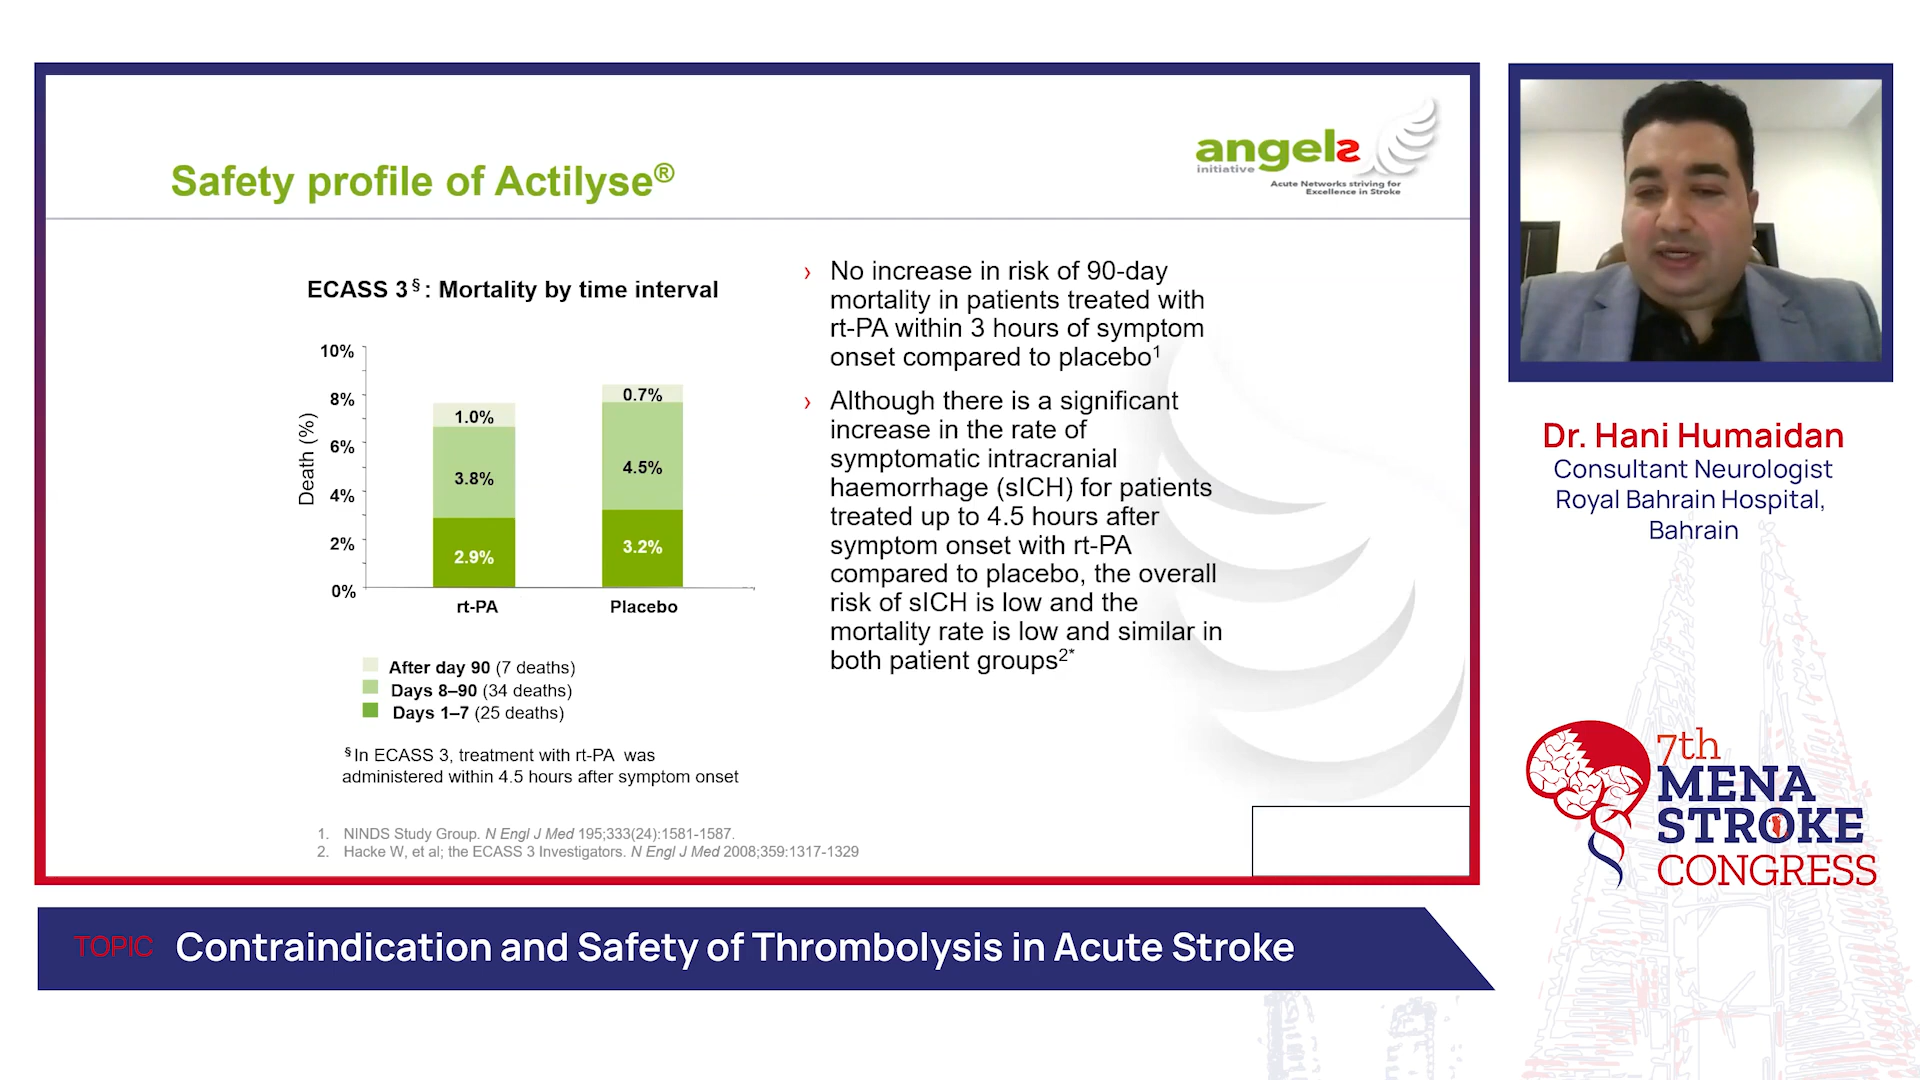 Safety profile of Actilyse®
angels
initiative
Acute Networks striving for
Excellence in Stroke
ECASS 3§ : Mortality by time interval
Death (%)
10%
8%
6%
4%
2%
0%
1.0%
3.8%
2.9%
0.7%
4.5%
3.2%
rt-PA
Placebo
After day 90 (7 deaths)
Days 8–90 (34 deaths)
Days 1–7 (25 deaths)
§ In ECASS 3, treatment with rt-PA was
administered within 4.5 hours after symptom onset
› No increase in risk of 90-day
mortality in patients treated with
rt-PA within 3 hours of symptom
onset compared to placebo1
› Although there is a significant
increase in the rate of
symptomatic intracranial
haemorrhage (sICH) for patients
treated up to 4.5 hours after
symptom onset with rt-PA
compared to placebo, the overall
risk of sICH is low and the
mortality rate is low and similar in
both patient groups2*
1. NINDS Study Group. N Engl J Med 195;333(24):1581-1587.
2. Hacke W, et al; the ECASS 3 Investigators. N Engl J Med 2008;359:1317-1329
Dr. Hani Humaidan
Consultant Neurologist
Royal Bahrain Hospital,
Bahrain
7th
MENA
STROKE
CONGRESS
TOPIC Contraindication and Safety of Thrombolysis in Acute Stroke